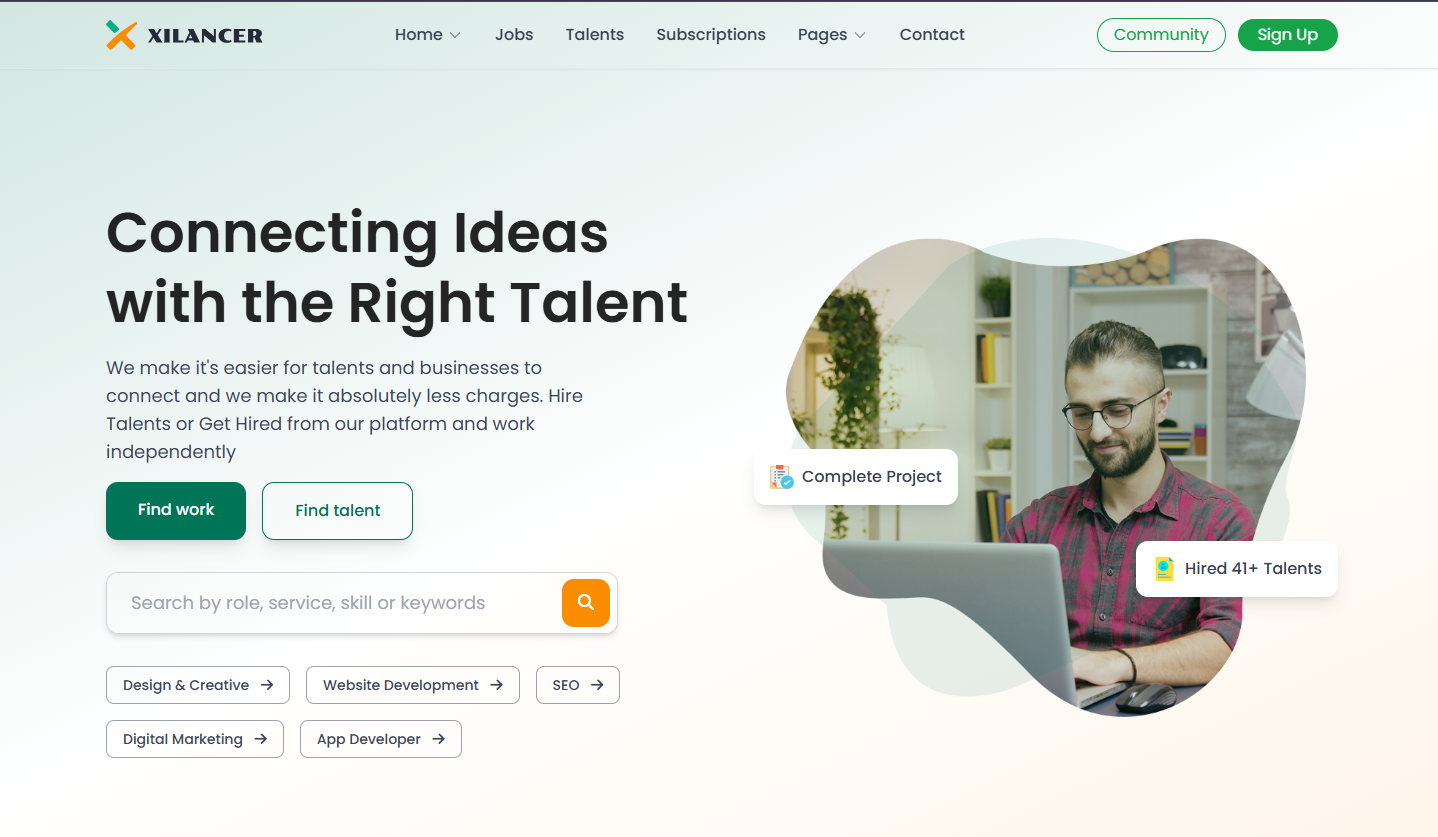 XILANCER
Home
Jobs
Talents
Subscriptions
Pages
Contact
Community
Sign Up
Connecting Ideas
with the Right Talent
We make it's easier for talents and businesses to
connect and we make it absolutely less charges. Hire
Talents or Get Hired from our platform and work
independently
Find work
Find talent
Search by role, service, skill or keywords
Design & Creative
Website Development
SEO
Digital Marketing
App Developer
Complete Project
Hired 41+ Talents